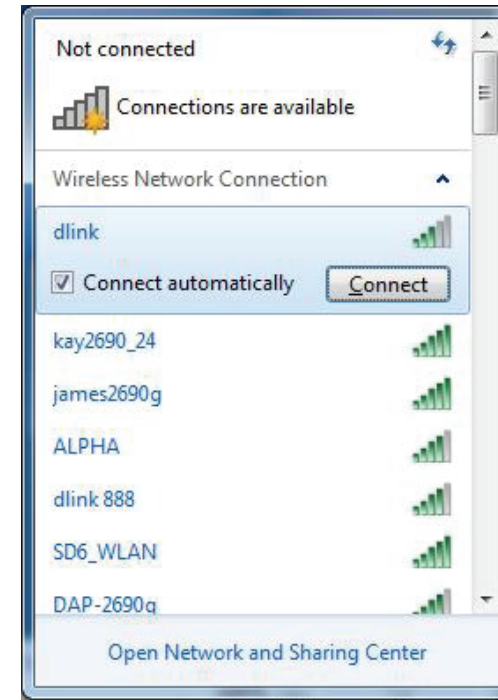 Not connected
Connections are available
Wireless Network Connection
dlink
Connect automatically Connect
kay2690_24
james2690g
ALPHA
dlink 888
SD6_WLAN
DAP-2690g
Open Network and Sharing Center